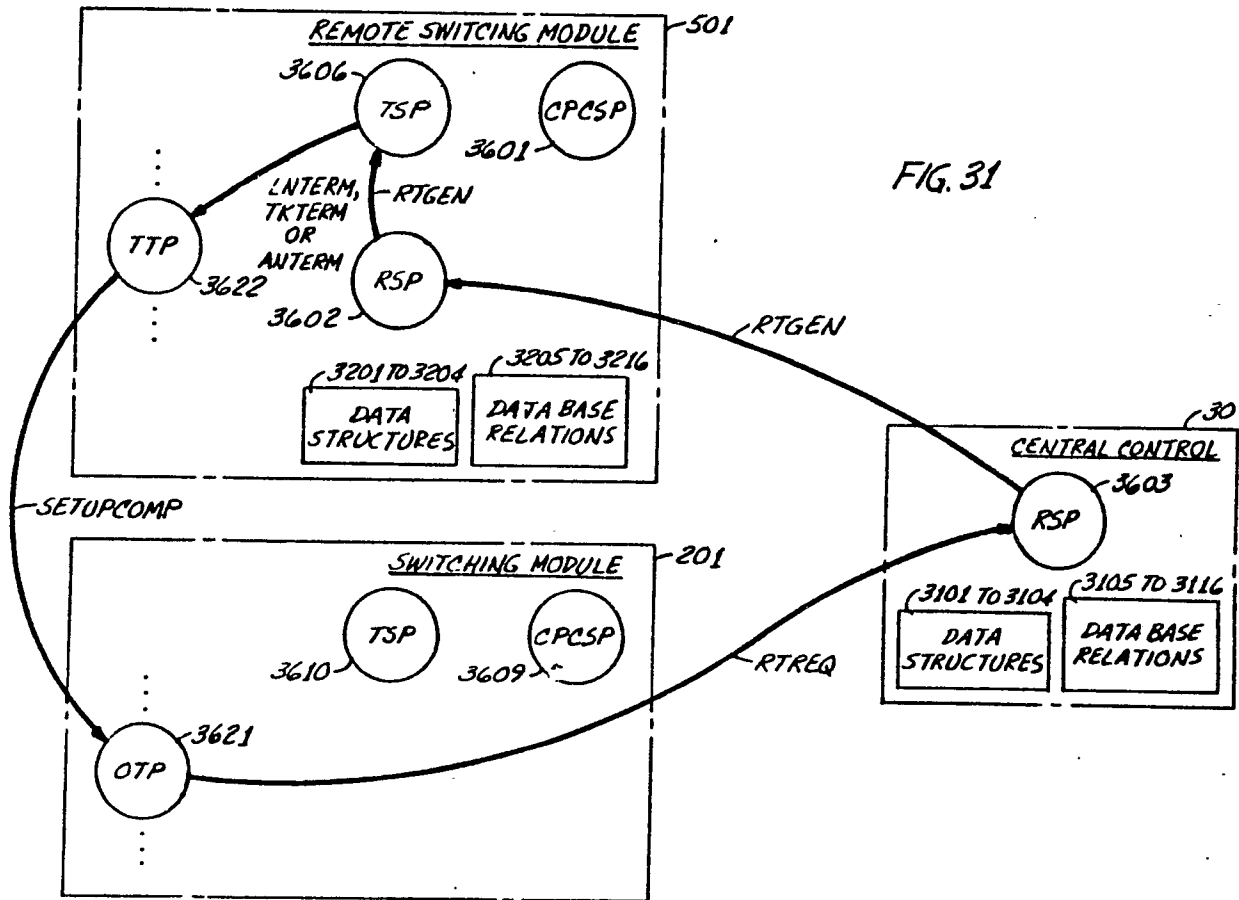 REMOTE SWITCING MODULE
501
3606
TSP
CPCSP
3601
FIG. 31
LNTERM,
TKTERM
OR
ANTERM
RTGEN
TTP
3622
RSP
3602
RTGEN
3201 TO 3204
DATA
STRUCTURES
3205 TO 3216
DATA BASE
RELATIONS
30
CENTRAL CONTROL
3603
RSP
3101 TO 3104
DATA
STRUCTURES
3105 TO 3116
DATA BASE
RELATIONS
SETUPCOMP
SWITCHING MODULE
201
TSP
3610
CPCSP
3609
RTREQ
3621
OTP